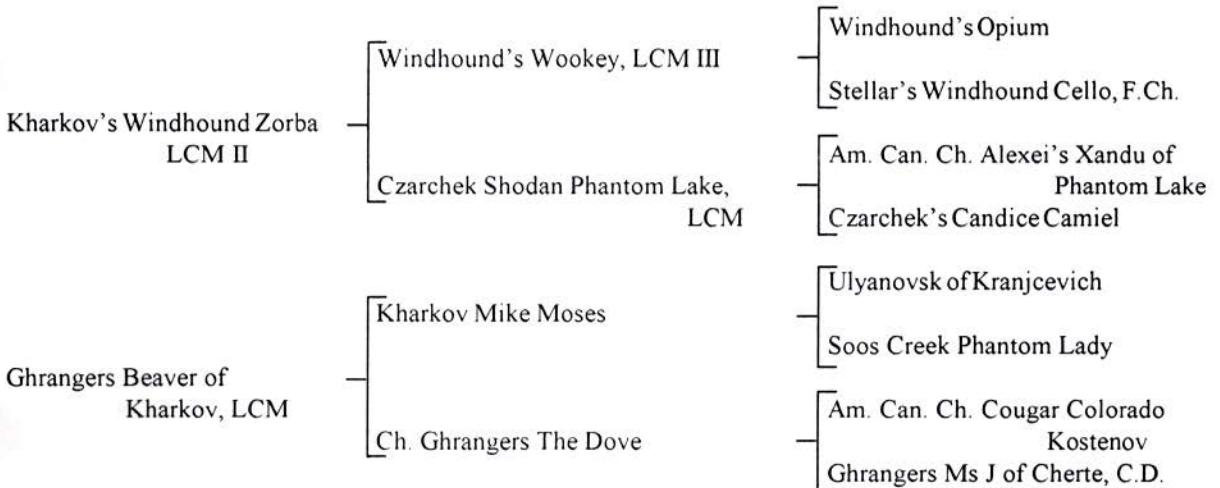 Kharkov's Windhound Zorba
LCM II
Windhound's Wookey, LCM III
Windhound's Opium
Stellar's Windhound Cello, F.Ch.
Czarchek Shodan Phantom Lake,
LCM
Am. Can. Ch. Alexei's Xandu of
Phantom Lake
Czarchek's Candice Camiel
Ghrangers Beaver of
Kharkov, LCM
Kharkov Mike Moses
Ulyanovsk of Kranjcevich
Soos Creek Phantom Lady
Ch. Ghrangers The Dove
Am. Can. Ch. Cougar Colorado
Kostenov
Ghrangers Ms J of Cherte, C.D.